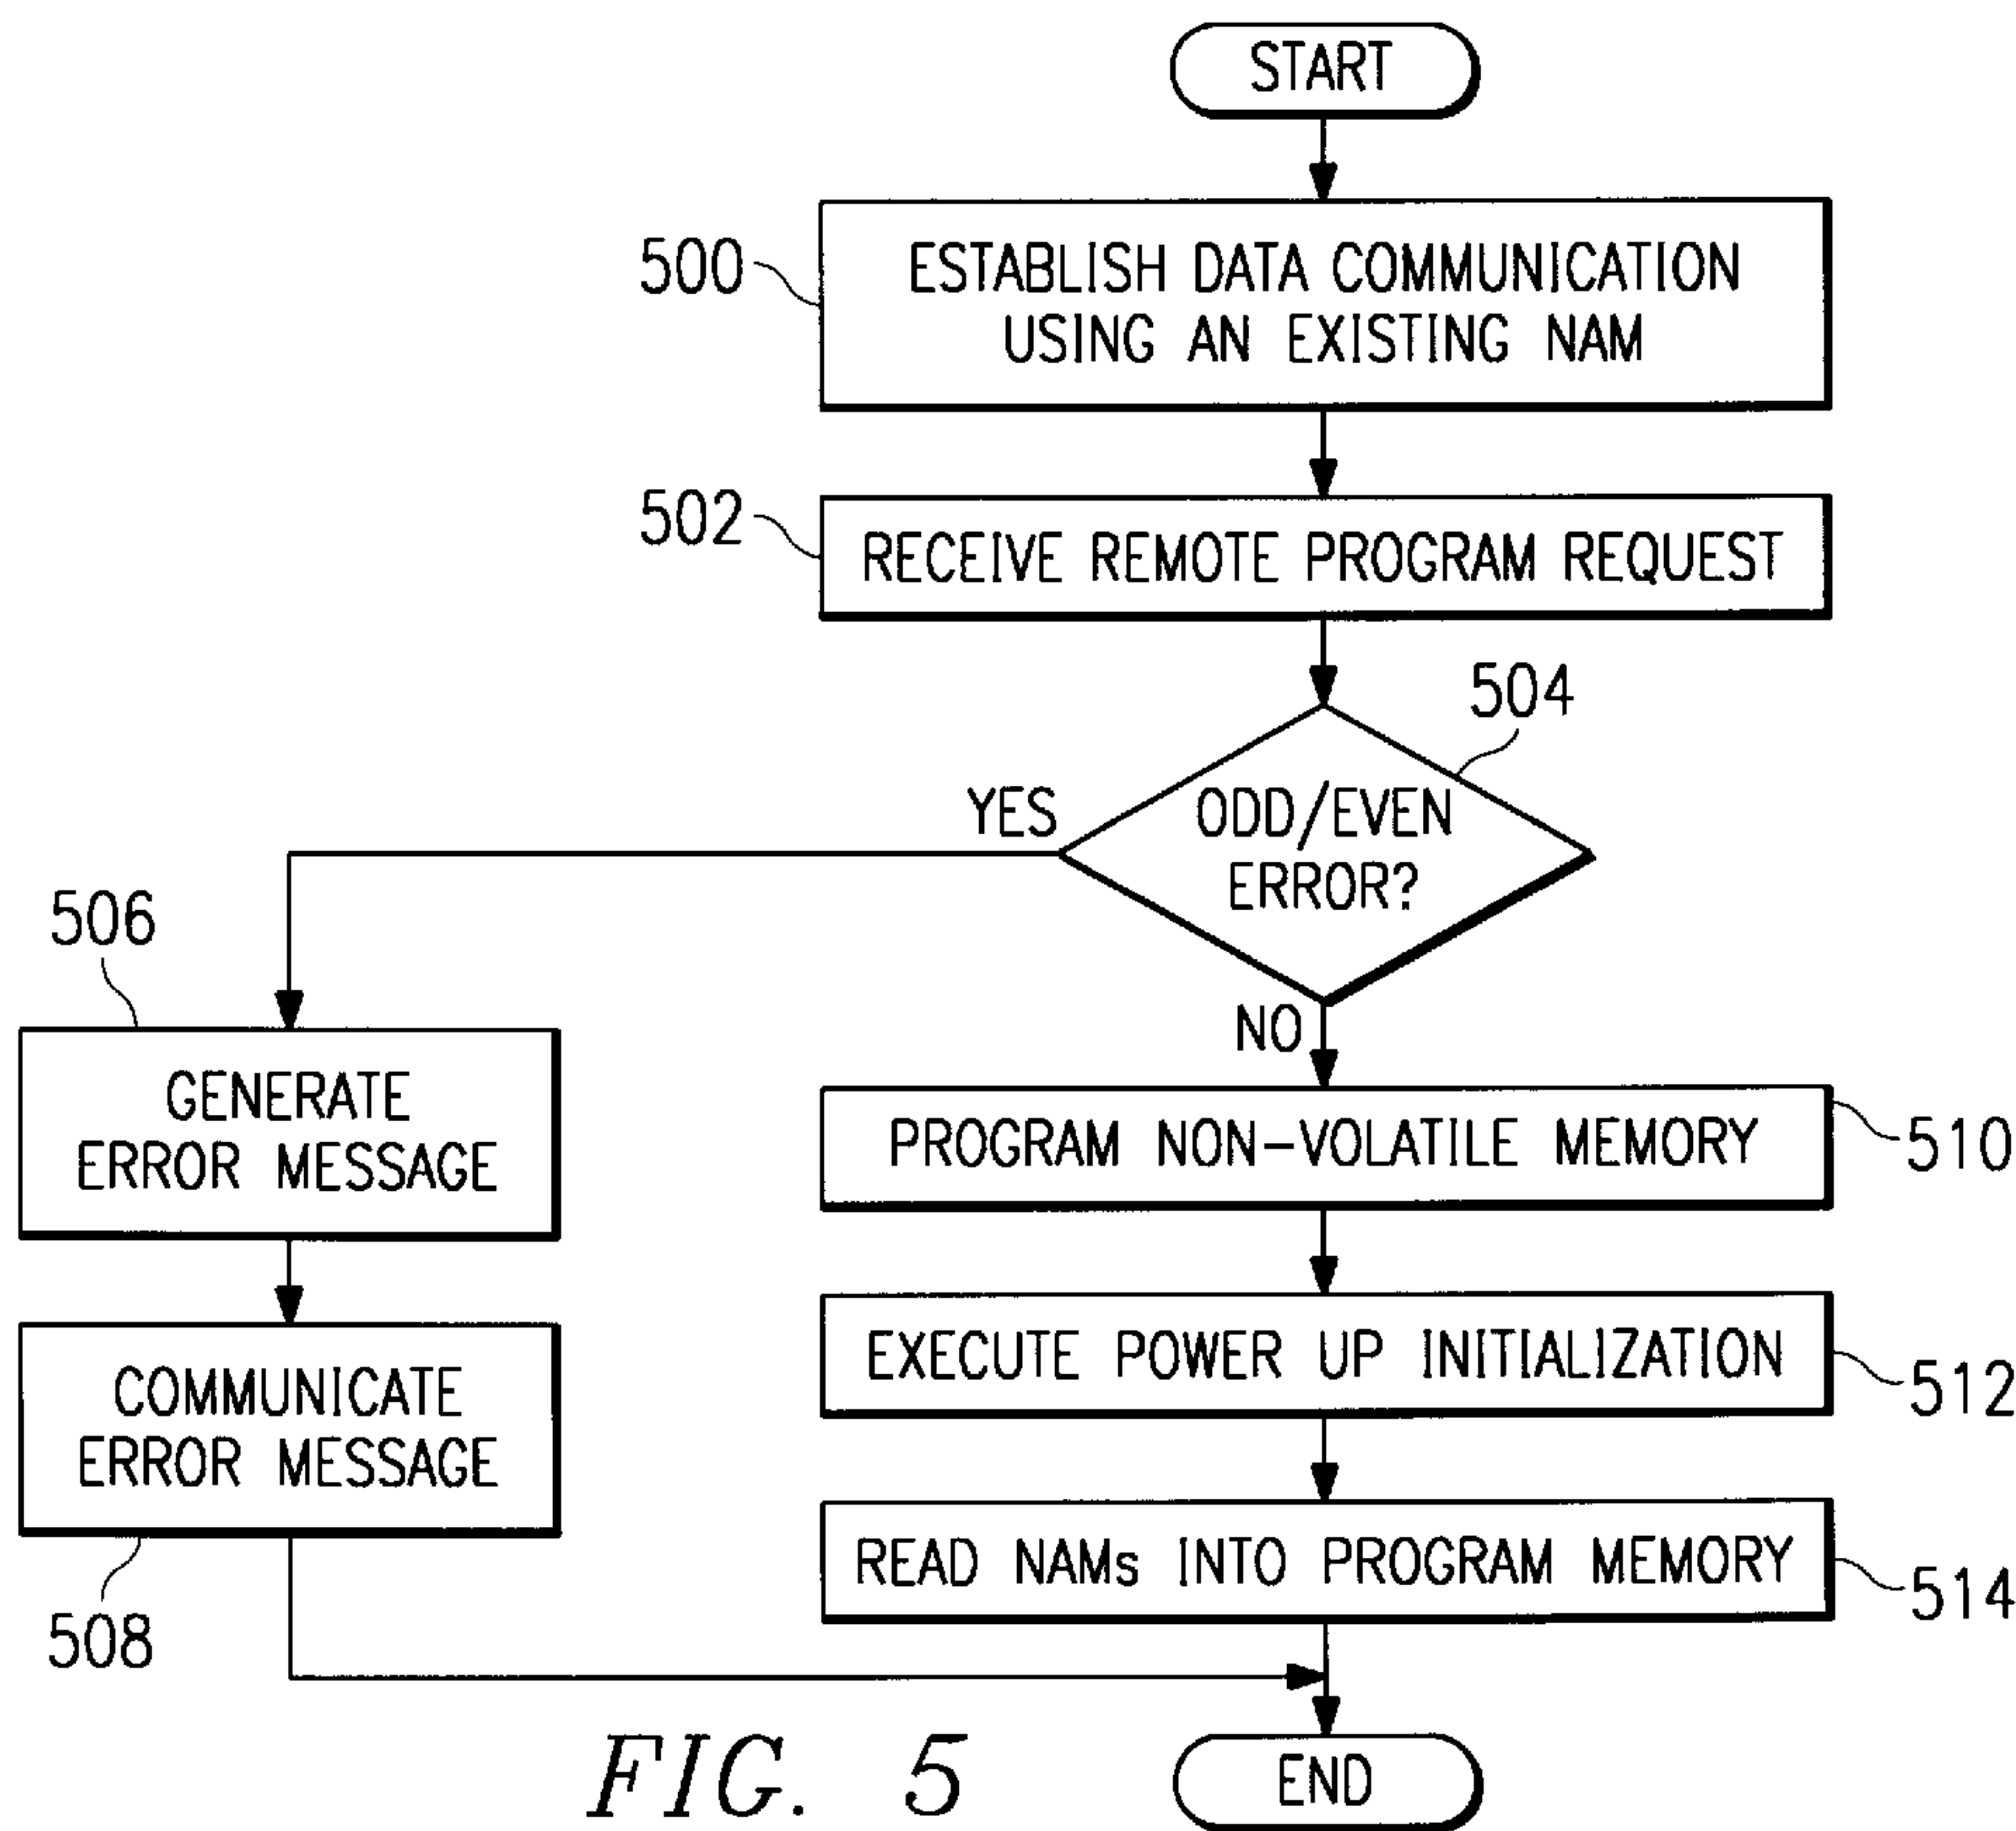 START
500
ESTABLISH DATA COMMUNICATION
USING AN EXISTING NAM
502
RECEIVE REMOTE PROGRAM REQUEST
504
YES
ODD/EVEN
ERROR?
NO
506
GENERATE
ERROR MESSAGE
COMMUNICATE
ERROR MESSAGE
508
PROGRAM NON-VOLATILE MEMORY
510
EXECUTE POWER UP INITIALIZATION
512
READ NAMs INTO PROGRAM MEMORY
514
END
FIG. 5